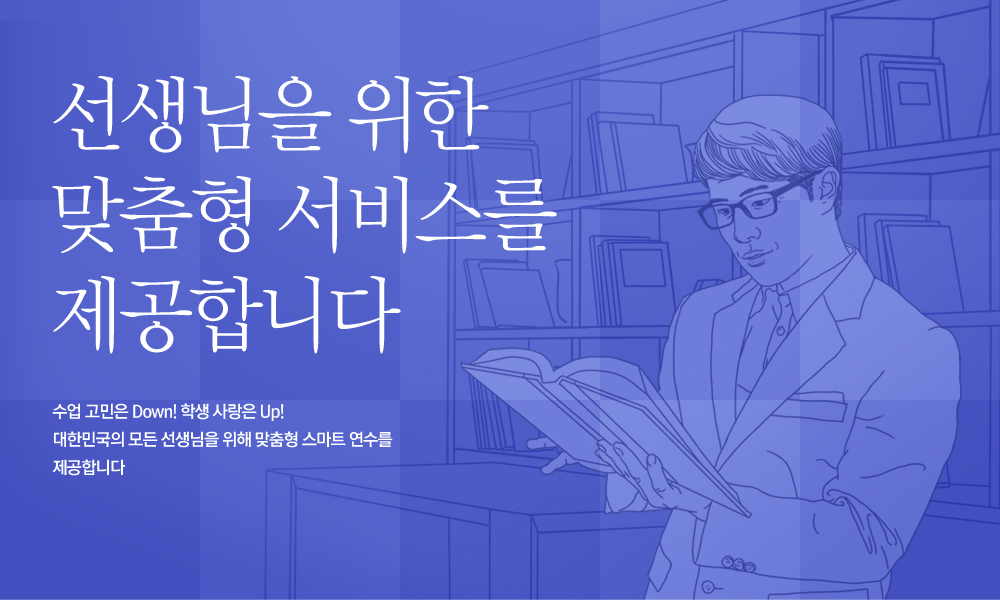 선생님을 위한
맞춤형 서비스를
제공합니다
수업 고민은 Down! 학생 사랑은 Up!
대한민국의 모든 선생님을 위해 맞춤형 스마트 연수를
제공합니다